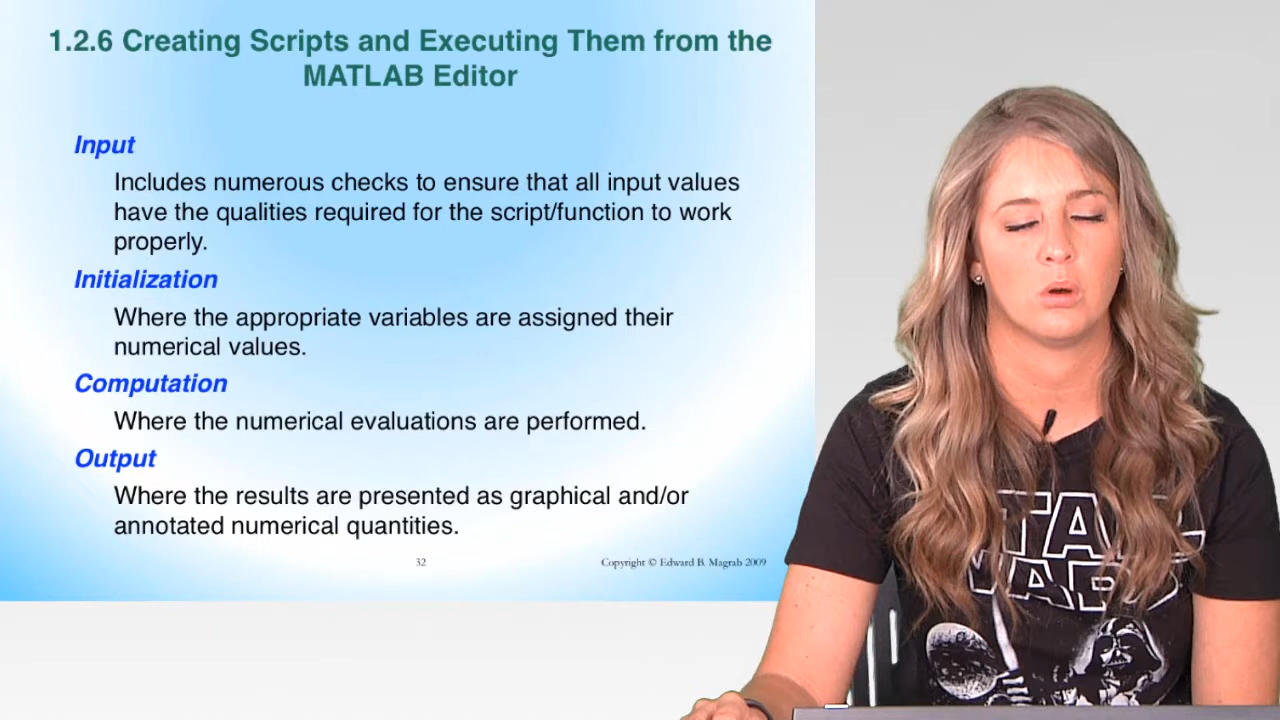 1.2.6 Creating Scripts and Executing Them from the
MATLAB Editor
Input
Includes numerous checks to ensure that all input values
have the qualities required for the script/function to work
properly.
Initialization
Where the appropriate variables are assigned their
numerical values.
Computation
Where the numerical evaluations are performed.
Output
Where the results are presented as graphical and/or
annotated numerical quantities.
32
Copyright © Edward B. Magrab 2009
STAR
WARS